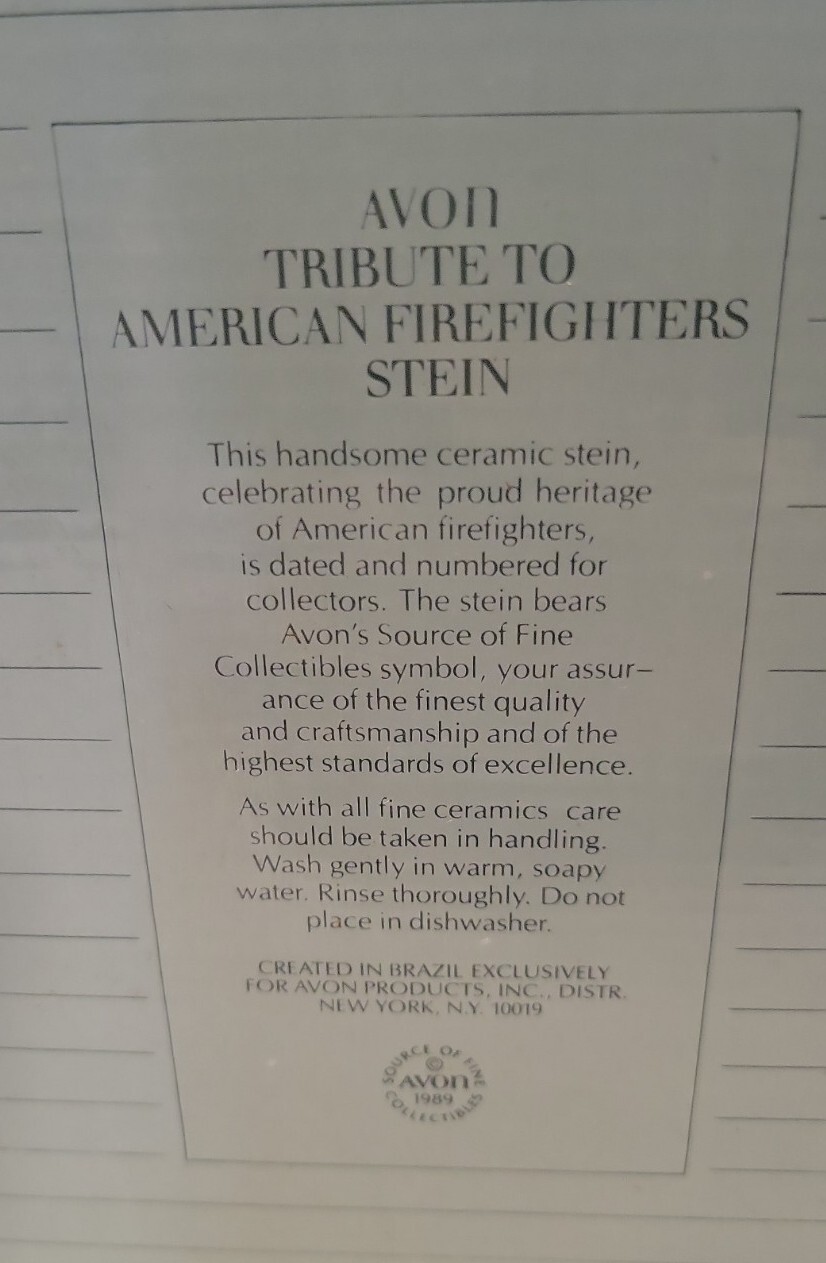 AVON
TRIBUTE TO
AMERICAN FIREFIGHTERS
STEIN
This handsome ceramic stein,
celebrating the proud heritage
of American firefighters,
is dated and numbered for
collectors. The stein bears
Avon's Source of Fine
Collectibles symbol, your assur–
ance of the finest quality
and craftsmanship and of the
highest standards of excellence.
As with all fine ceramics care
should be taken in handling.
Wash gently in warm, soapy
water. Rinse thoroughly. Do not
place in dishwasher.
CREATED IN BRAZIL EXCLUSIVELY
FOR AVON PRODUCTS, INC., DISTR.
NEW YORK, N.Y. 10019
SOURCE OF FINE
©
AVON
1989
COLLECTIBLES